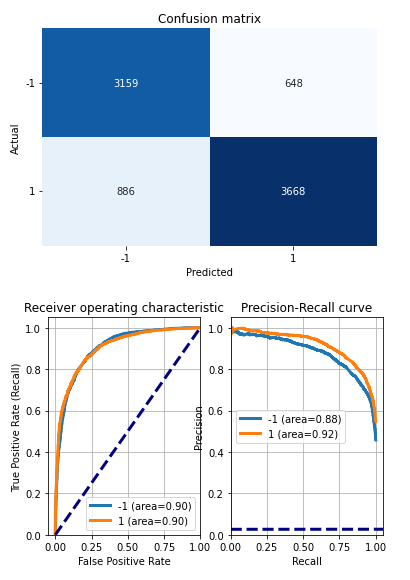 Confusion matrix
Actual
-1
3159
648
1
886
3668
-1
1
Predicted
Receiver operating characteristic
True Positive Rate (Recall)
1.0
0.8
0.6
0.4
0.2
0.0
-1 (area=0.90)
1 (area=0.90)
0.00
0.25
0.50
0.75
1.00
False Positive Rate
Precision-Recall curve
Precision
1.0
0.8
0.6
0.4
0.2
0.0
-1 (area=0.88)
1 (area=0.92)
0.00
0.25
0.50
0.75
1.00
Recall